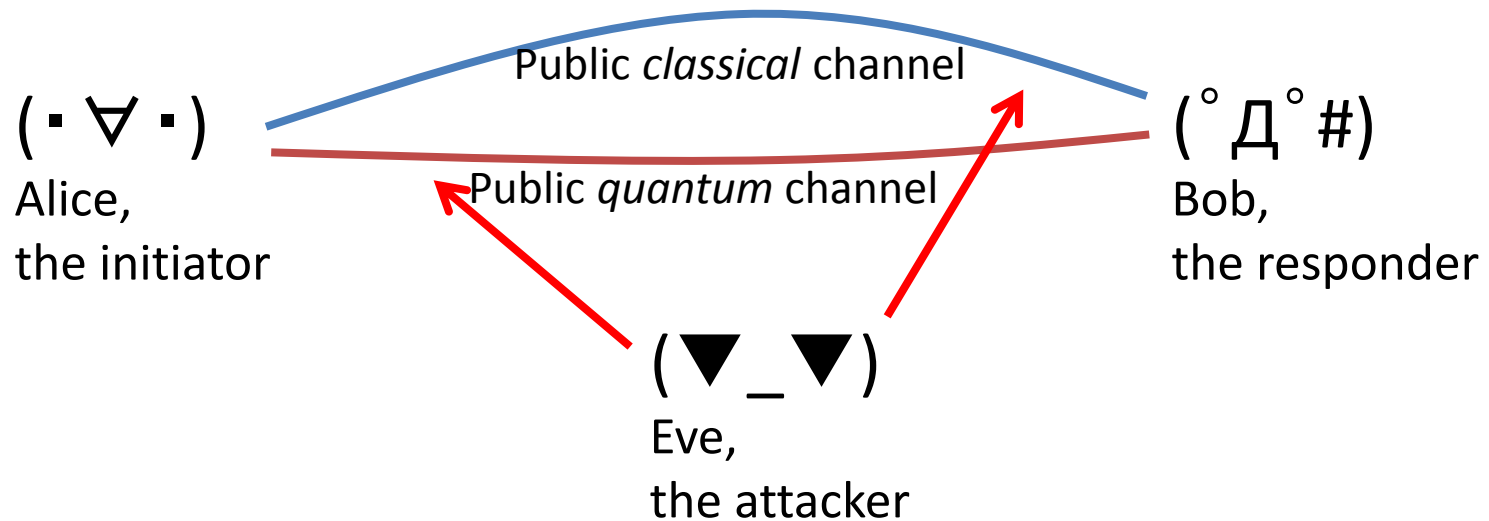 Public classical channel
(･∀･)
Alice,
the initiator
Public quantum channel
(ﾟДﾟ#)
Bob,
the responder
(▼_▼)
Eve,
the attacker